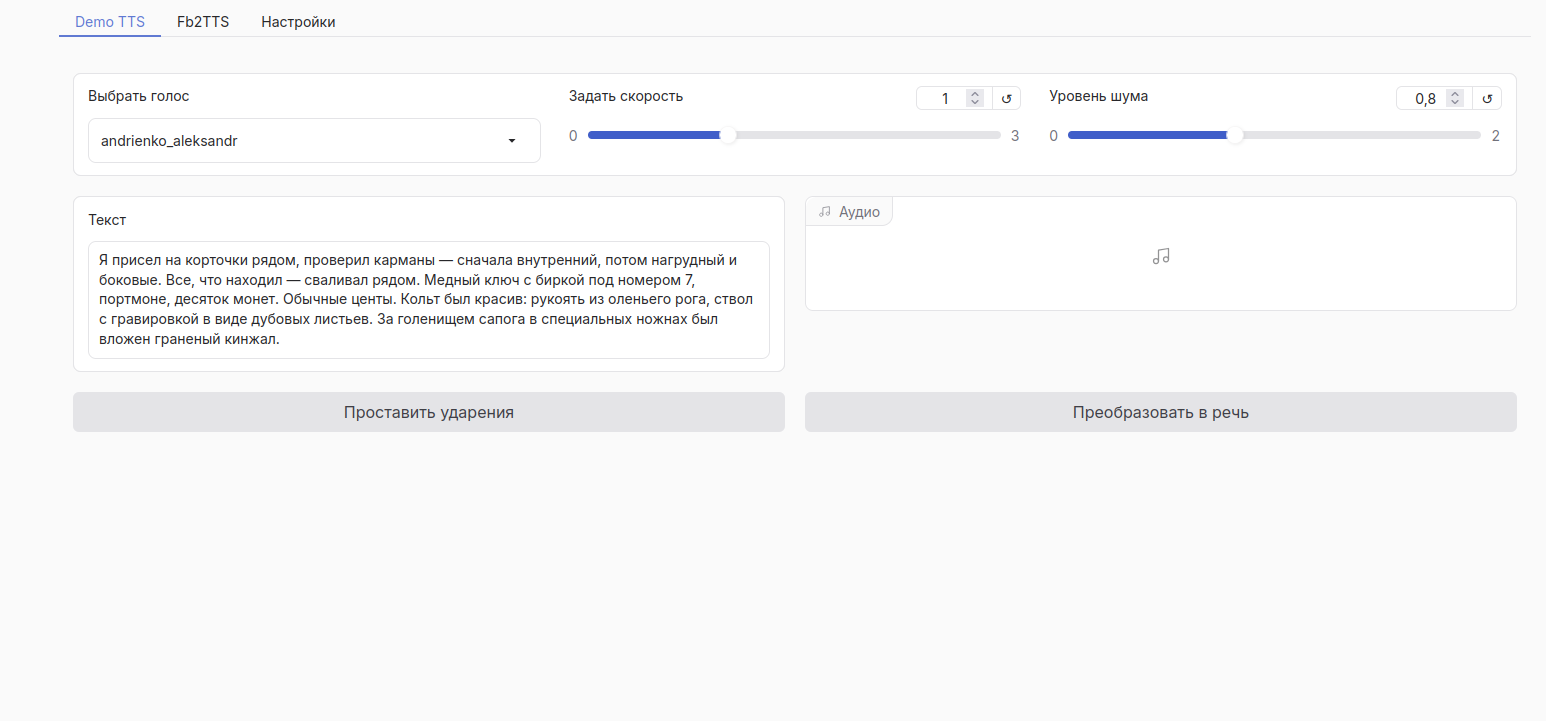 Demo TTS Fb2TTS Настройки
Выбрать голос
andrienko_aleksandr
Задать скорость
1
↺
0
3
Уровень шума
0,8
↺
0
2
Текст
Я присел на корточки рядом, проверил карманы — сначала внутренний, потом нагрудный и
боковые. Все, что находил — сваливал рядом. Медный ключ с биркой под номером 7,
портмоне, десяток монет. Обычные центы. Кольт был красив: рукоять из оленьего рога, ствол
с гравировкой в виде дубовых листьев. За голенищем сапога в специальных ножнах был
вложен граненый кинжал.
Аудио
Проставить ударения
Преобразовать в речь